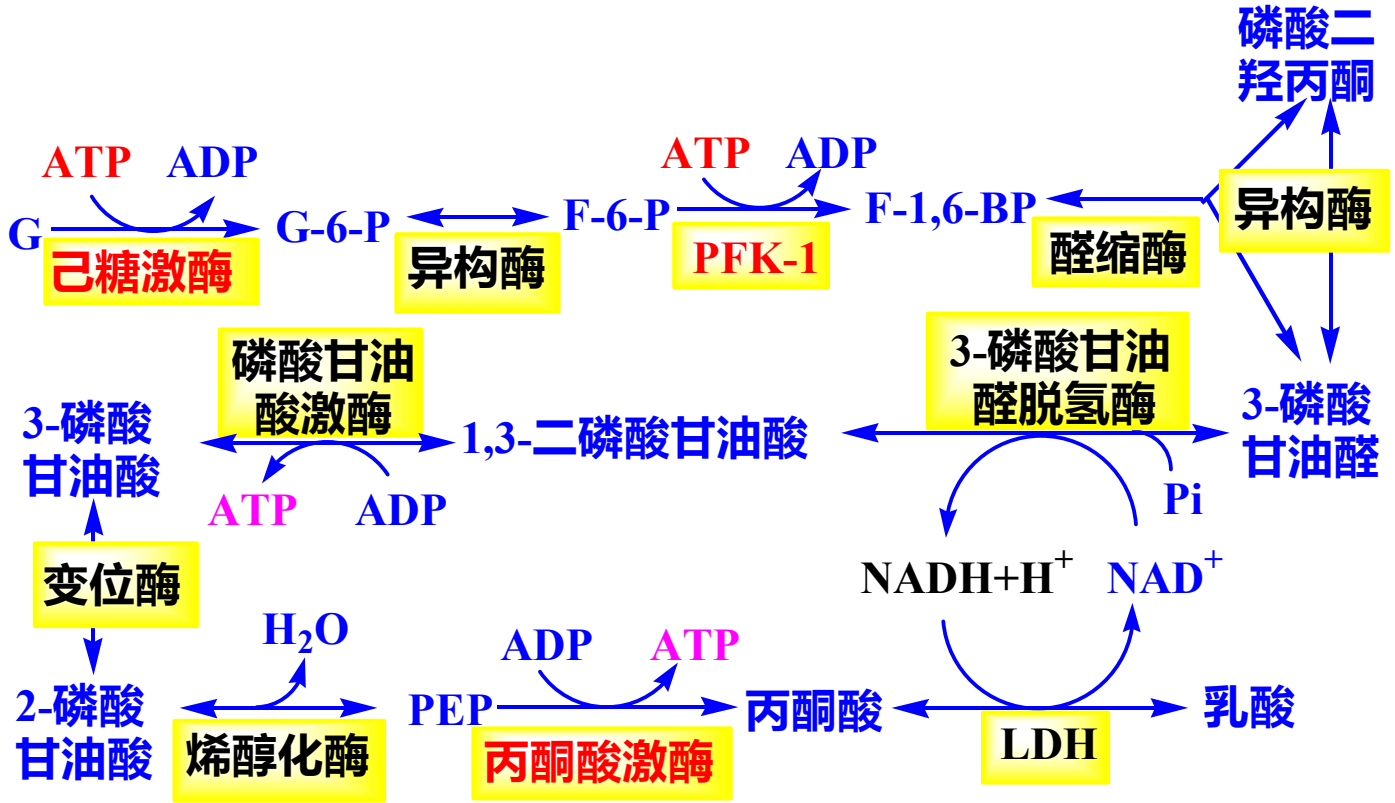 磷酸二
羟丙酮
ATP ADP
ATP ADP
G
G-6-P
F-6-P
F-1,6-BP
己糖激酶
异构酶
PFK-1
醛缩酶
异构酶
磷酸甘油
酸激酶
3-磷酸甘油
醛脱氢酶
3-磷酸
甘油酸
1,3-二磷酸甘油酸
3-磷酸
甘油醛
ATP ADP
Pi
变位酶
NADH+H⁺ NAD⁺
H₂O
ADP ATP
2-磷酸
甘油酸
PEP
丙酮酸
乳酸
烯醇化酶
丙酮酸激酶
LDH